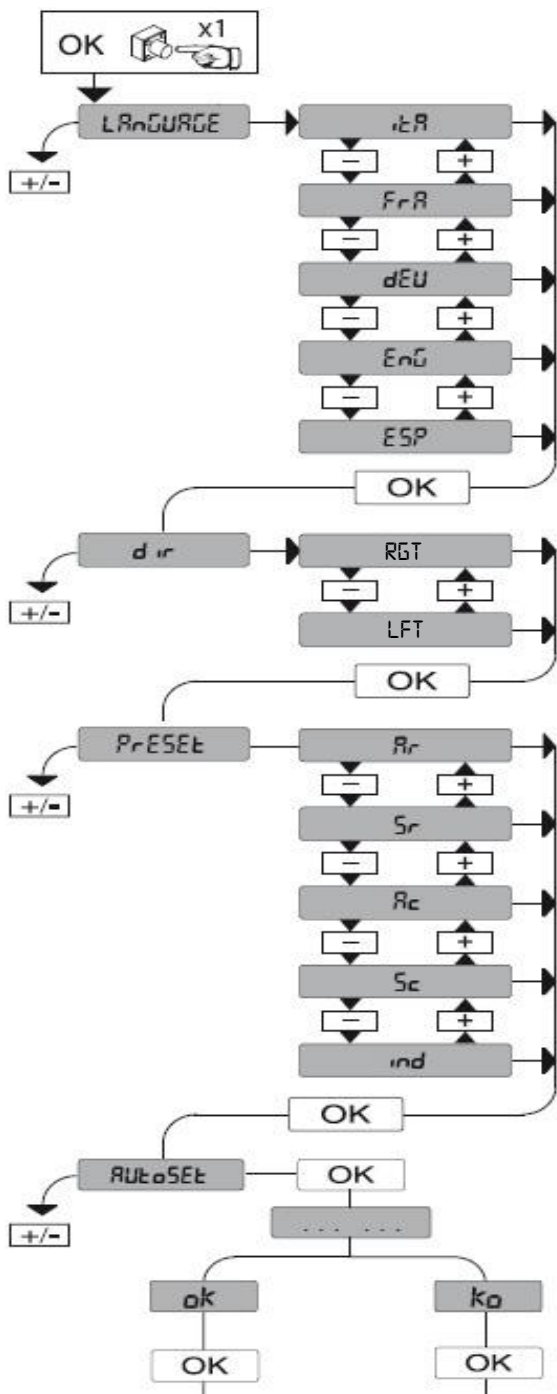 OK x1
LAnGUAGE itA
+/-
- +
FrA
- +
dEU
- +
EnG
- +
ESP
OK
dir RGT
+/-
- +
LFT
OK
PrESEt Ar
+/-
- +
Sr
- +
Ac
- +
Sc
- +
ind
OK
AUtoSEt OK
+/-
... ...
ok ko
OK OK